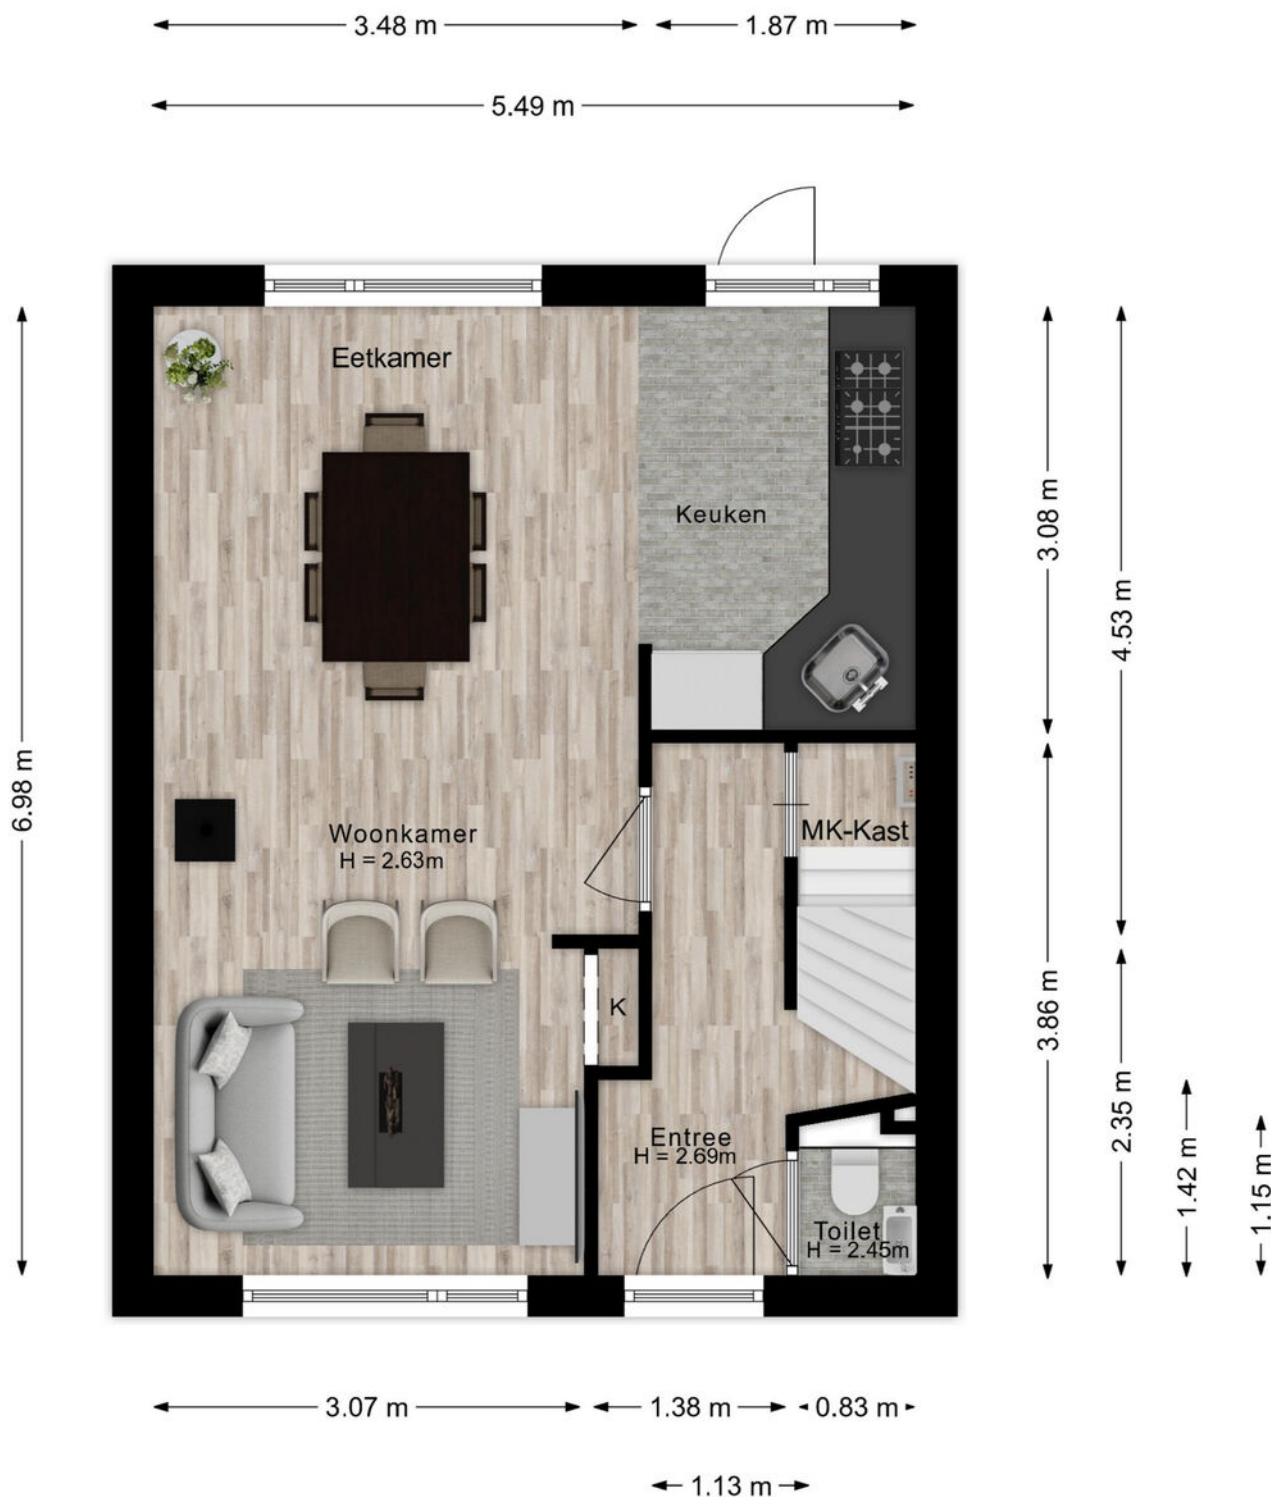 3.48 m
1.87 m
5.49 m
Eetkamer
Keuken
3.08 m
4.53 m
6.98 m
Woonkamer
H = 2.63m
MK-Kast
K
3.86 m
2.35 m
Entree
H = 2.69m
1.42 m
1.15 m
Toilet
H = 2.45m
3.07 m
1.38 m
0.83 m
1.13 m